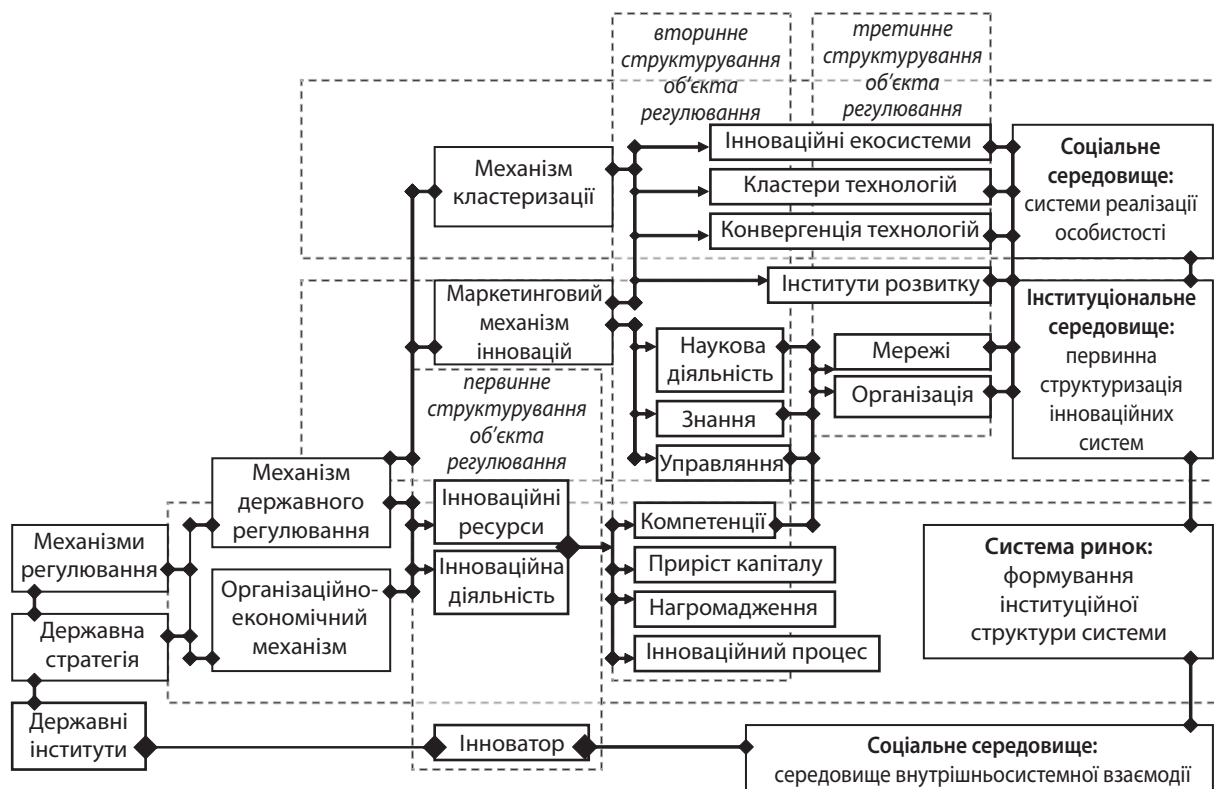 вторинне
структурування
об'єкта
регулювання
третинне
структурування
об'єкта
регулювання
Інноваційні екосистеми
Механізм
кластеризації
Кластери технологій
Конвергенція технологій
Соціальне
середовище:
системи реалізації
особистості
Інститути розвитку
Маркетинговий
механізм
інновацій
Інституціональне
середовище:
первинна
структуризація
інноваційних
систем
Наукова
діяльність
Мережі
Організація
Знання
Управляння
первинне
структурування
об'єкта
регулювання
Механізм
державного
регулювання
Інноваційні
ресурси
Компетенції
Механізми
регулювання
Інноваційна
діяльність
Приріст капіталу
Система ринок:
формування
інституційної
структури системи
Організаційно-
економічний
механізм
Нагромадження
Державна
стратегія
Інноваційний процес
Державні
інститути
Інноватор
Соціальне середовище:
середовище внутрішньосистемної взаємодії